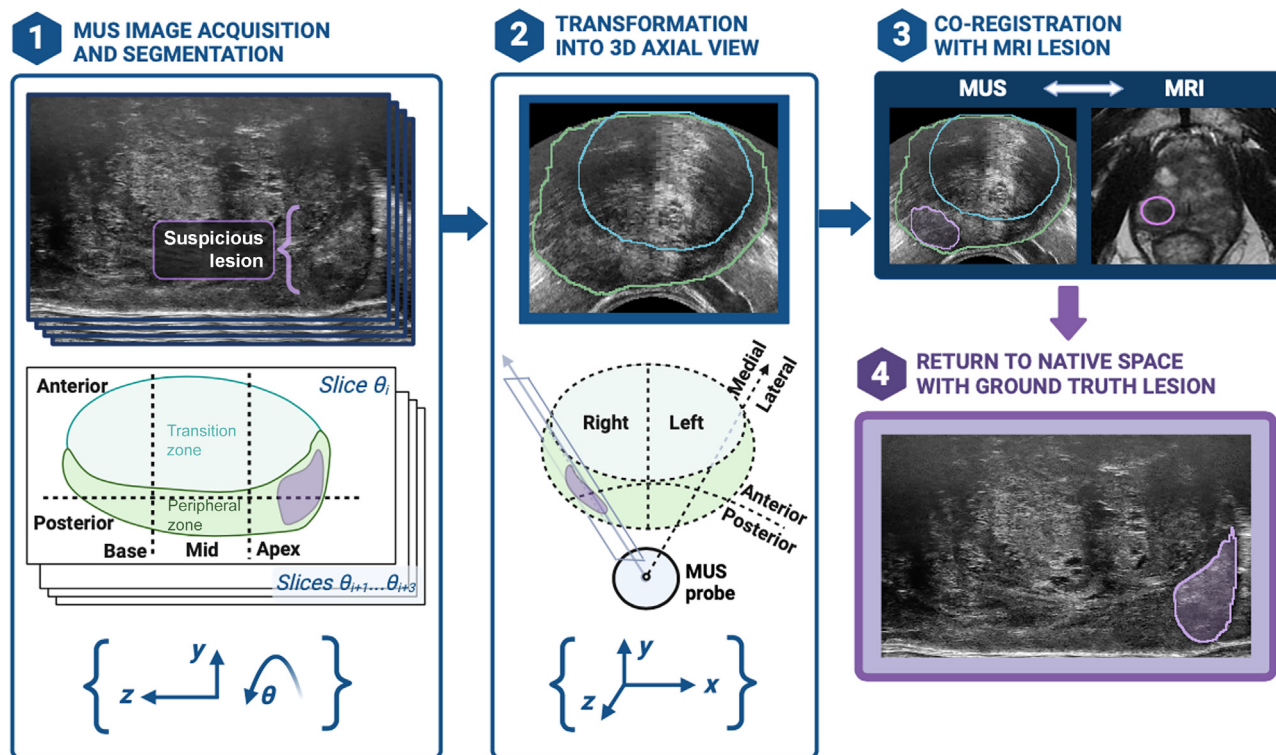 1
MUS IMAGE ACQUISITION
AND SEGMENTATION
Suspicious
lesion
Anterior
Slice θi
Transition
zone
Peripheral
zone
Posterior
Base
Mid
Apex
Slices θi+1...θi+3
y
z
θ
2
TRANSFORMATION
INTO 3D AXIAL VIEW
Medial
Lateral
Right
Left
Anterior
Posterior
MUS
probe
y
x
z
3
CO-REGISTRATION
WITH MRI LESION
MUS
MRI
4
RETURN TO NATIVE SPACE
WITH GROUND TRUTH LESION